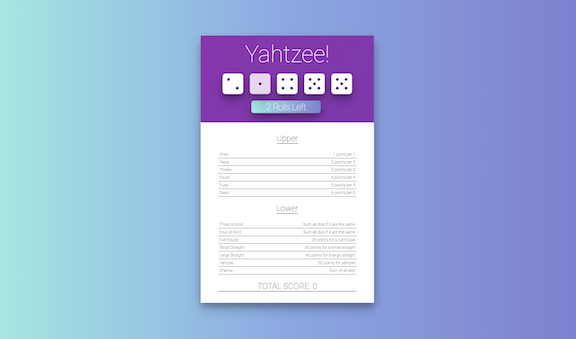 Yahtzee!
2 Rolls Left
Upper
Ones 1 point per 1
Twos 2 points per 2
Threes 3 points per 3
Fours 4 points per 4
Fives 5 points per 5
Sixes 6 points per 6
Lower
Three of Kind Sum all dice if 3 are the same
Four of Kind Sum all dice if 4 are the same
Full House 25 points for a full house
Small Straight 30 points for a small straight
Large Straight 40 points for a large straight
Yahtzee 50 points for yahtzee
Chance Sum of all dice
TOTAL SCORE: 0